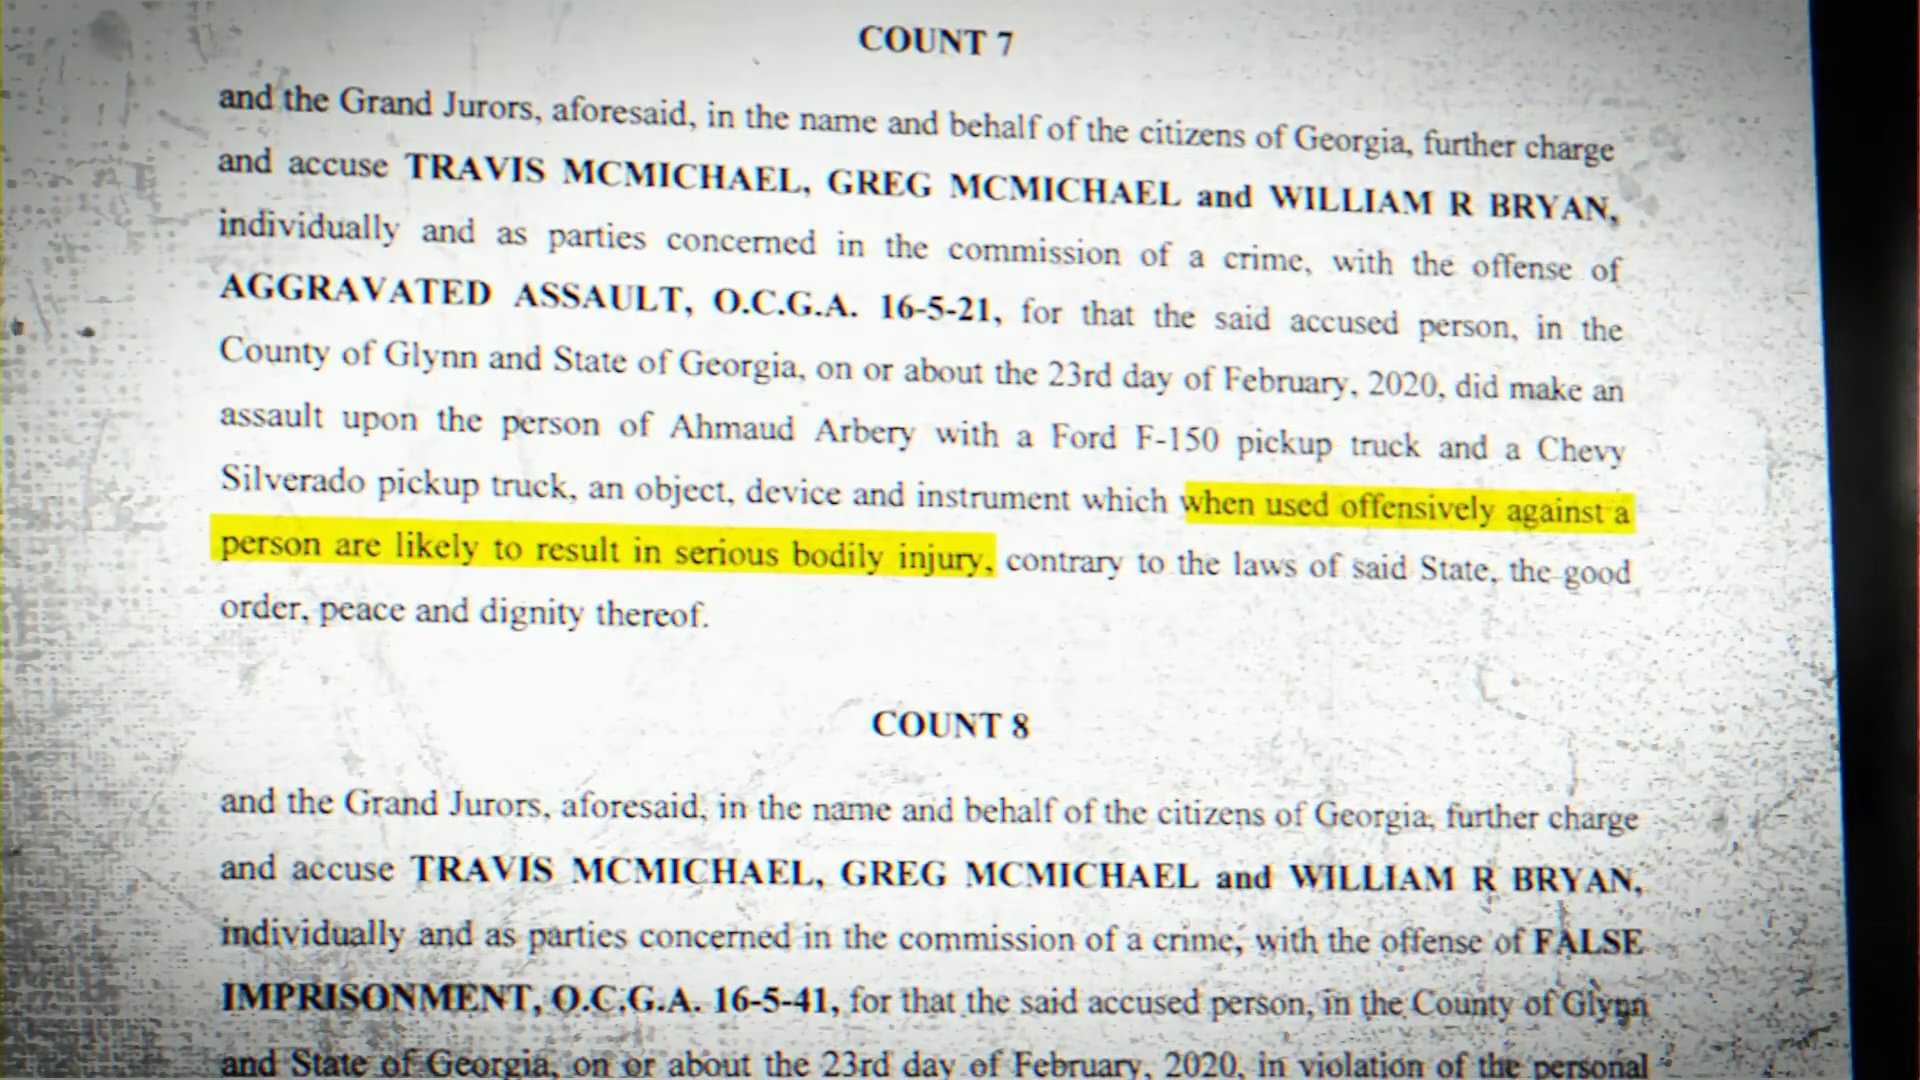 COUNT 7
and the Grand Jurors, aforesaid, in the name and behalf of the citizens of Georgia, further charge
and accuse TRAVIS MCMICHAEL, GREG MCMICHAEL and WILLIAM R BRYAN,
individually and as parties concerned in the commission of a crime, with the offense of
AGGRAVATED ASSAULT, O.C.G.A. 16-5-21, for that the said accused person, in the
County of Glynn and State of Georgia, on or about the 23rd day of February, 2020, did make an
assault upon the person of Ahmaud Arbery with a Ford F-150 pickup truck and a Chevy
Silverado pickup truck, an object, device and instrument which when used offensively against a
person are likely to result in serious bodily injury, contrary to the laws of said State, the good
order, peace and dignity thereof.
COUNT 8
and the Grand Jurors, aforesaid, in the name and behalf of the citizens of Georgia, further charge
and accuse TRAVIS MCMICHAEL, GREG MCMICHAEL and WILLIAM R BRYAN,
individually and as parties concerned in the commission of a crime, with the offense of FALSE
IMPRISONMENT, O.C.G.A. 16-5-41, for that the said accused person, in the County of Glynn
and State of Georgia, on or about the 23rd day of February, 2020, in violation of the personal